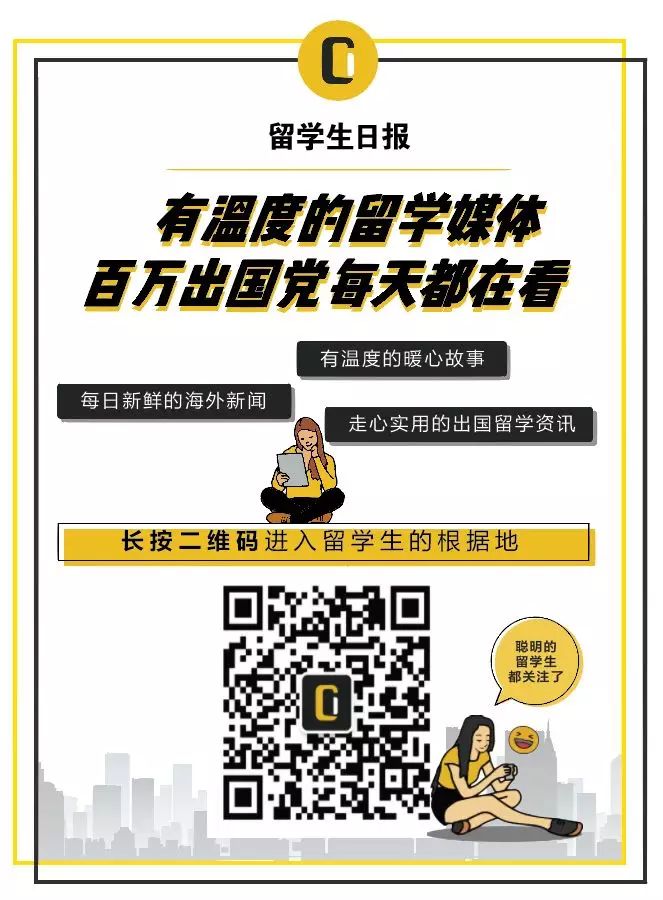 留学生日报
有溫度的留学媒体
百万出国党每天都在看
有温度的暖心故事
每日新鲜的海外新闻
走心实用的出国留学资讯
长按二维码进入留学生的根据地
聪明的
留学生
都关注了